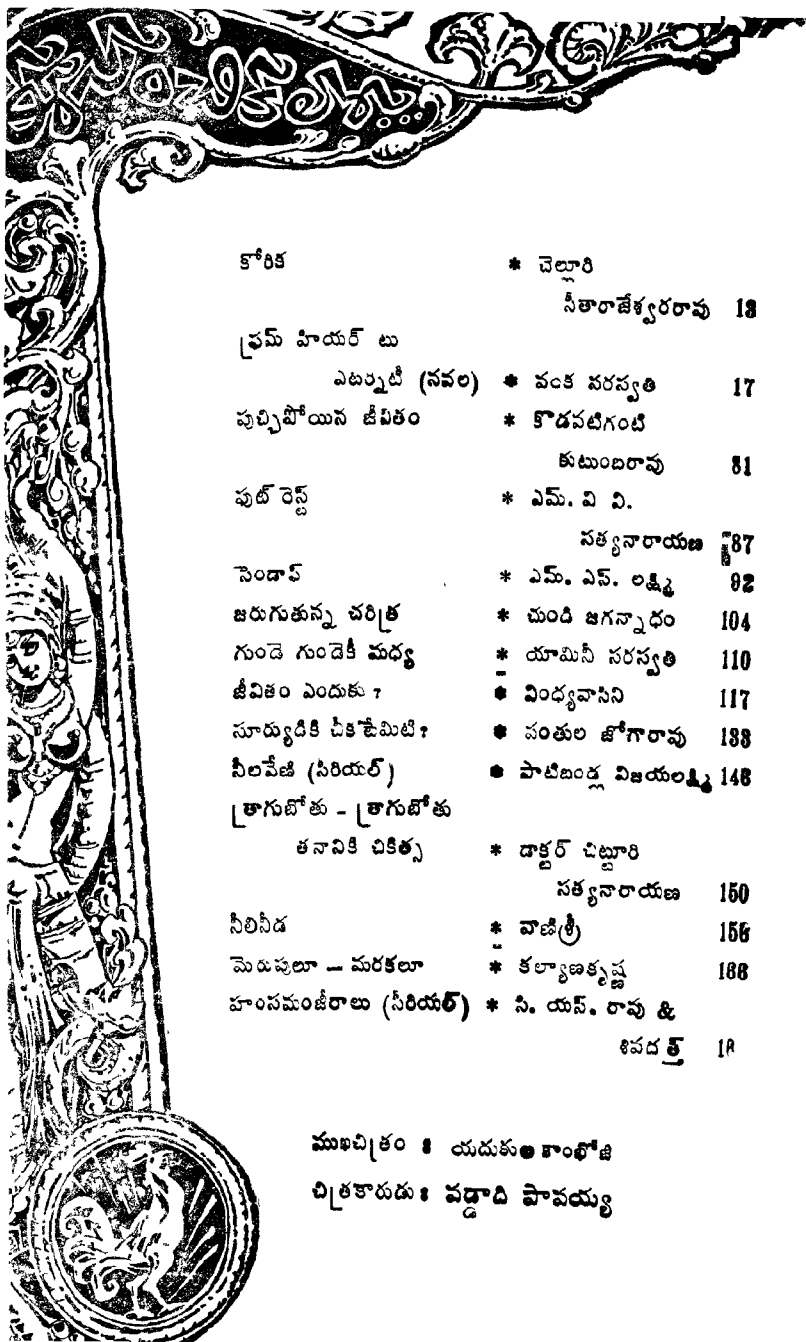 కోరిక * చెల్లూరి
సీతారాజేశ్వరరావు 13
ఫ్రమ్ హియర్ టు
ఎటర్నటీ (నవల) * వంక సరస్వతి 17
పుచ్చిపోయిన జీవితం * కొడవటిగంటి
కుటుంబరావు 81
ఫుట్ రెస్ట్ * ఎమ్. వి వి.
సత్యనారాయణ 87
సెండాఫ్ * ఎమ్. ఎస్. లక్ష్మి 92
జరుగుతున్న చరిత్ర * చుండి జగన్నాధం 104
గుండె గుండెకీ మధ్య * యామినీ సరస్వతి 110
జీవితం ఎందుకు ? * వింధ్యవాసిని 117
సూర్యుడికి చీకటేమిటి? * పంతుల జోగారావు 133
నీలవేణి (సీరియల్) * పాటిబండ్ల విజయలక్ష్మి 146
త్రాగుబోతు - త్రాగుబోతు
తనానికి చికిత్స * డాక్టర్ చిట్టూరి
సత్యనారాయణ 150
నీలినీడ * వాణిశ్రీ 156
మెరుపులూ – మరకలూ * కల్యాణకృష్ణ
హంసమంజీరాలు (సీరియల్) * సి. యస్. రావు &
శివదత్త్
ముఖచిత్రం : యదుకుల కాంభోజి
చిత్రకారుడు : వడ్డాది పాపయ్య